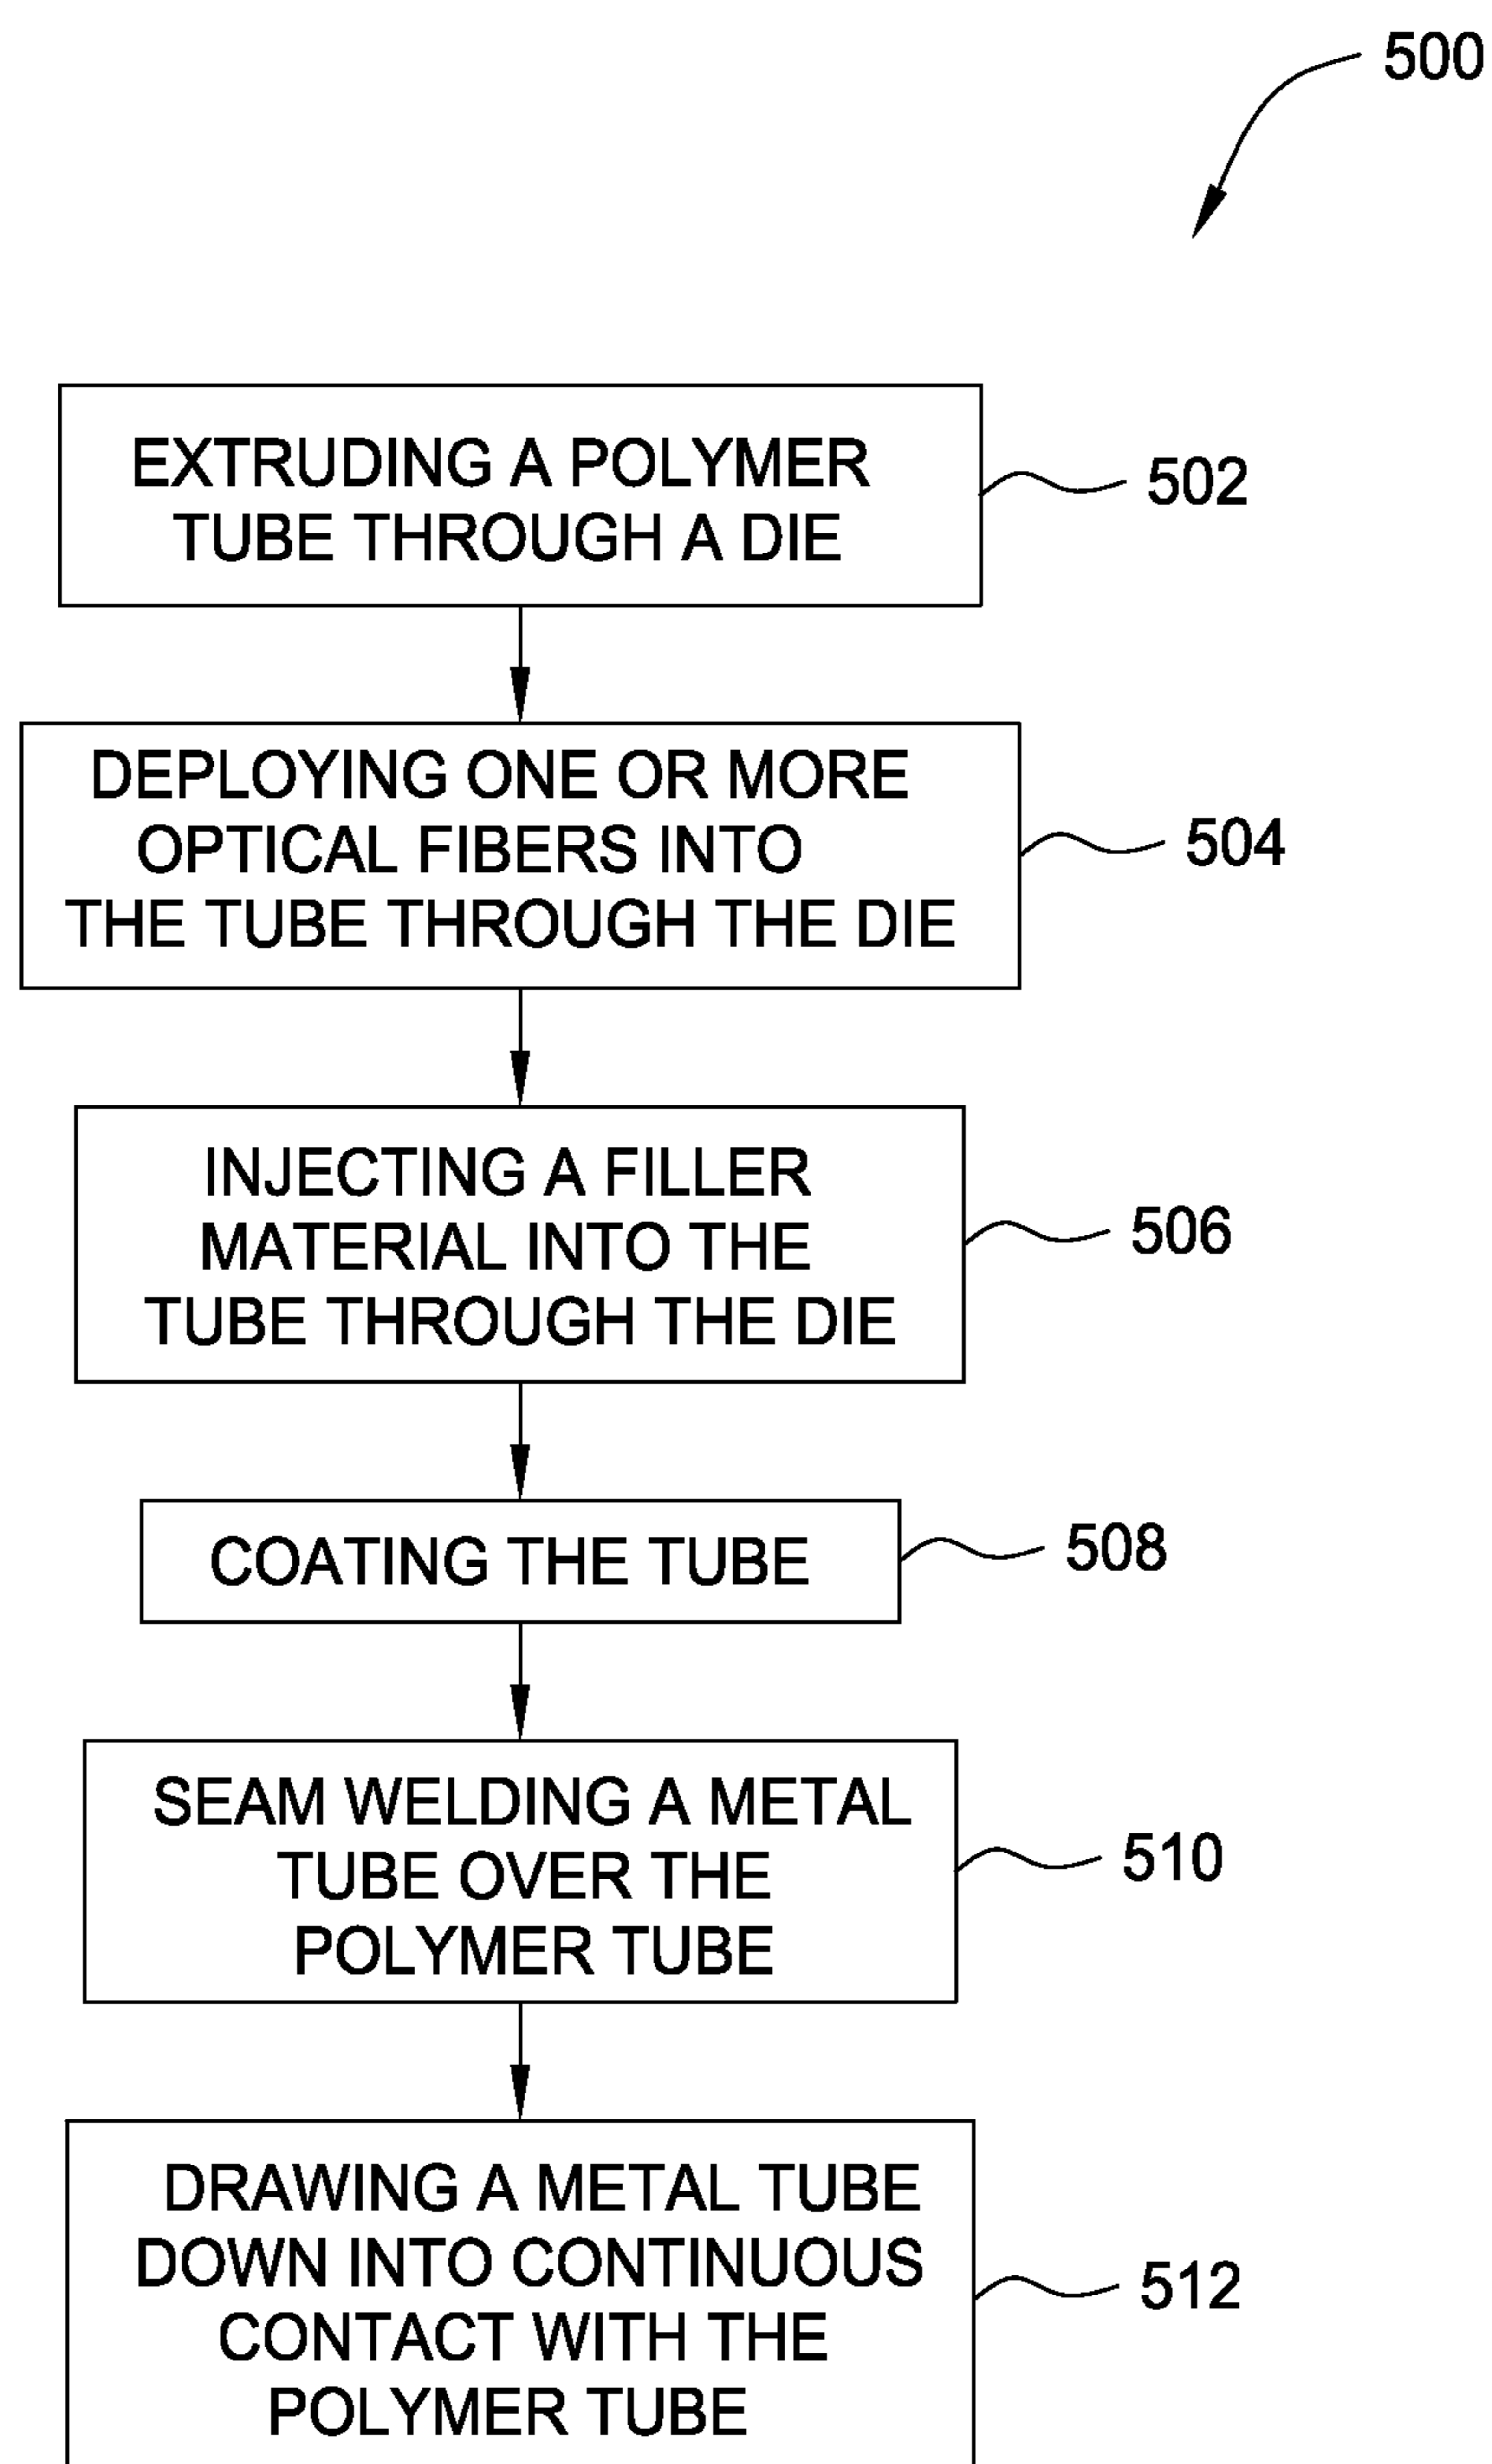 500
EXTRUDING A POLYMER
TUBE THROUGH A DIE
502
DEPLOYING ONE OR MORE
OPTICAL FIBERS INTO
THE TUBE THROUGH THE DIE
504
INJECTING A FILLER
MATERIAL INTO THE
TUBE THROUGH THE DIE
506
COATING THE TUBE
508
SEAM WELDING A METAL
TUBE OVER THE
POLYMER TUBE
510
DRAWING A METAL TUBE
DOWN INTO CONTINUOUS
CONTACT WITH THE
POLYMER TUBE
512